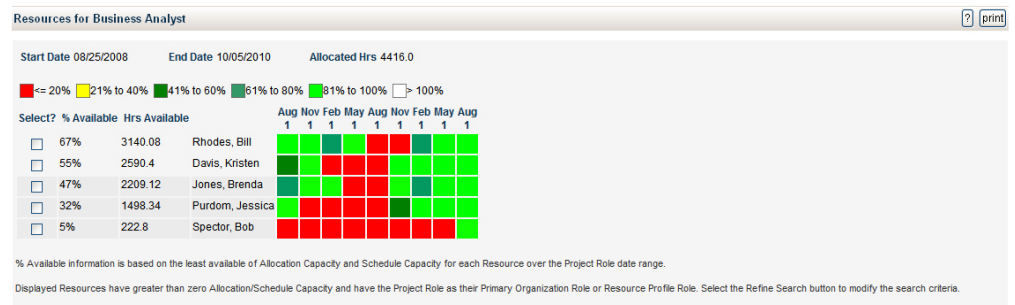 Resources for Business Analyst ? print
Start Date 08/25/2008 End Date 10/05/2010 Allocated Hrs 4416.0
<= 20% 21% to 40% 41% to 60% 61% to 80% 81% to 100% > 100%
Select? % Available Hrs Available Aug 1 Nov 1 Feb 1 May 1 Aug 1 Nov 1 Feb 1 May 1 Aug 1
67% 3140.08 Rhodes, Bill
55% 2590.4 Davis, Kristen
47% 2209.12 Jones, Brenda
32% 1498.34 Purdom, Jessica
5% 222.8 Spector, Bob
% Available information is based on the least available of Allocation Capacity and Schedule Capacity for each Resource over the Project Role date range.
Displayed Resources have greater than zero Allocation/Schedule Capacity and have the Project Role as their Primary Organization Role or Resource Profile Role. Select the Refine Search button to modify the search criteria.